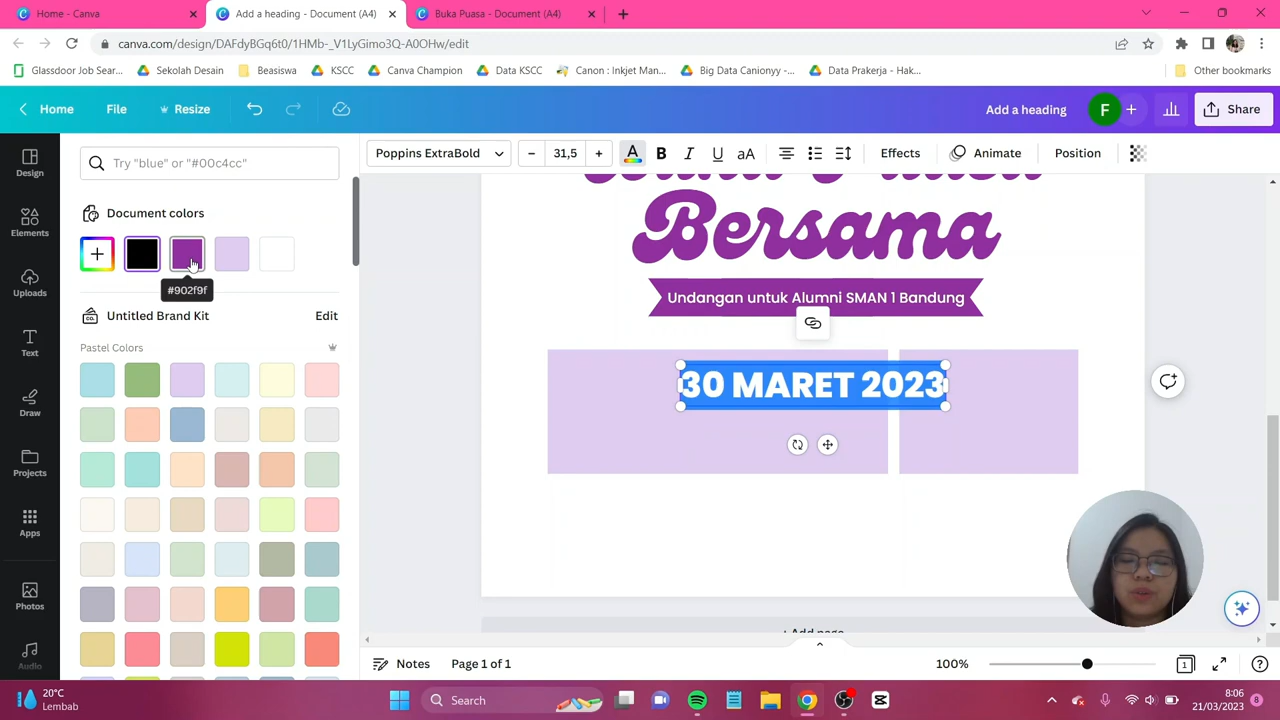 Home - Canva
Add a heading - Document (A4)
Buka Puasa - Document (A4)
canva.com/design/DAFdyBGq6t0/1HMb-_V1LyGimo3Q-A0OHw/edit
Glassdoor Job Sear...
Sekolah Desain
Beasiswa
KSCC
Canva Champion
Data KSCC
Canon : Inkjet Man...
Big Data Canionyy -...
Data Prakerja - Hak...
Other bookmarks
Home
File
Resize
Add a heading
F
Share
Try "blue" or "#00c4cc"
Poppins ExtraBold
31,5
A
B
I
U
aA
Effects
Animate
Position
Design
Elements
Uploads
Text
Draw
Projects
Apps
Photos
Audio
Document colors
#902f9f
Untitled Brand Kit
Edit
Pastel Colors
Bersama
Undangan untuk Alumni SMAN 1 Bandung
30 MARET 2023
+ Add page
Notes
Page 1 of 1
100%
1
20°C
Lembab
Search
8:06
21/03/2023